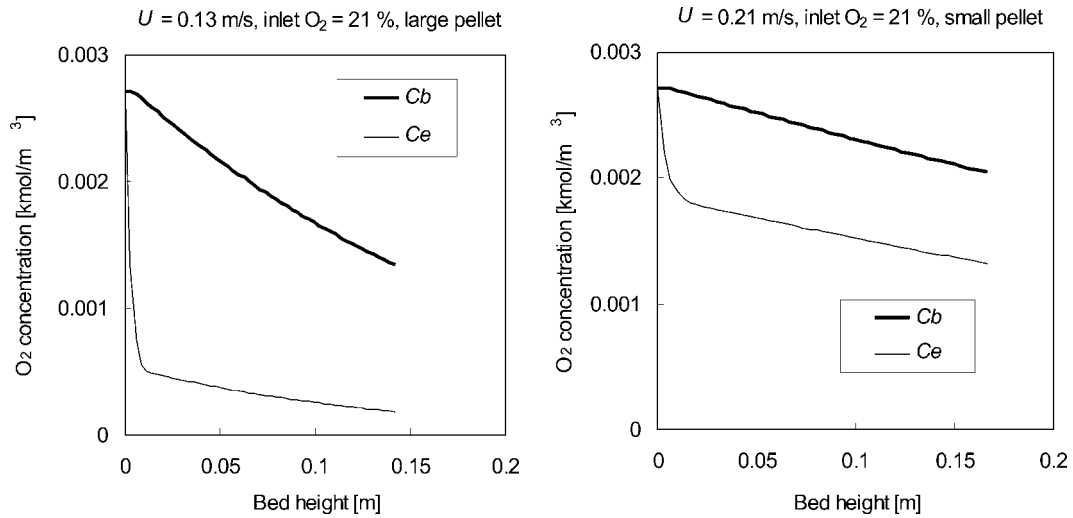 U = 0.13 m/s, inlet O₂ = 21 %, large pellet
0.003
0.002
0.001
0
O₂ concentration [kmol/m³]
Cb
Ce
0 0.05 0.1 0.15 0.2
Bed height [m]
U = 0.21 m/s, inlet O₂ = 21 %, small pellet
0.003
0.002
0.001
0
O₂ concentration [kmol/m³]
Cb
Ce
0 0.05 0.1 0.15 0.2
Bed height [m]